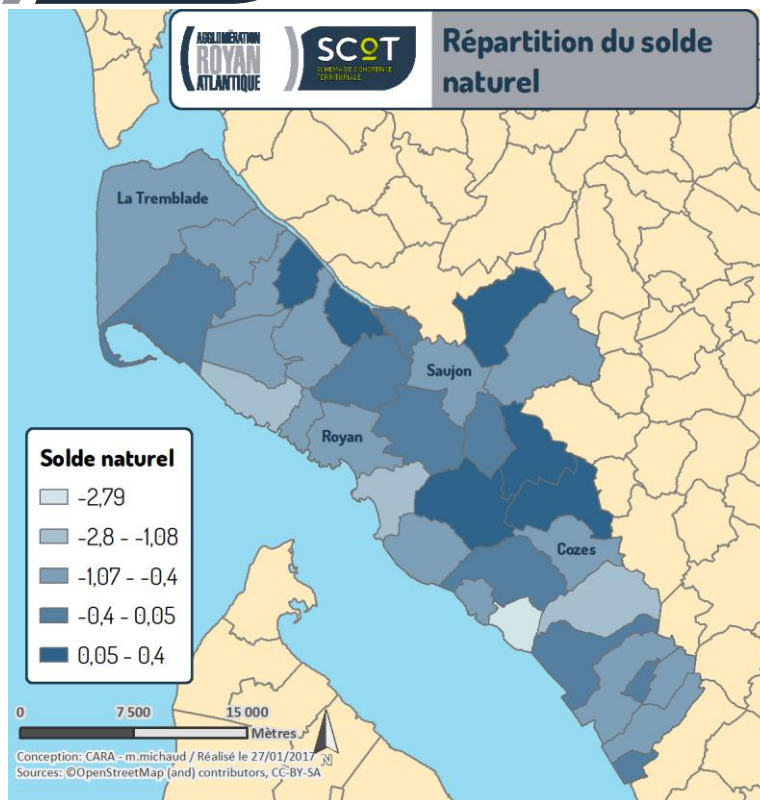 AGGLOMÉRATION
ROYAN
ATLANTIQUE
SCOT
SCHEMA DE COHERENCE
TERRITORIALE
Répartition du solde
naturel
La Tremblade
Saujon
Royan
Cozes
Solde naturel
-2,79
-2,8 - -1,08
-1,07 - -0,4
-0,4 - 0,05
0,05 - 0,4
0 7 500 15 000
Mètres
N
Conception: CARA - m.michaud / Réalisé le 27/01/2017
Sources: ©OpenStreetMap (and) contributors, CC-BY-SA